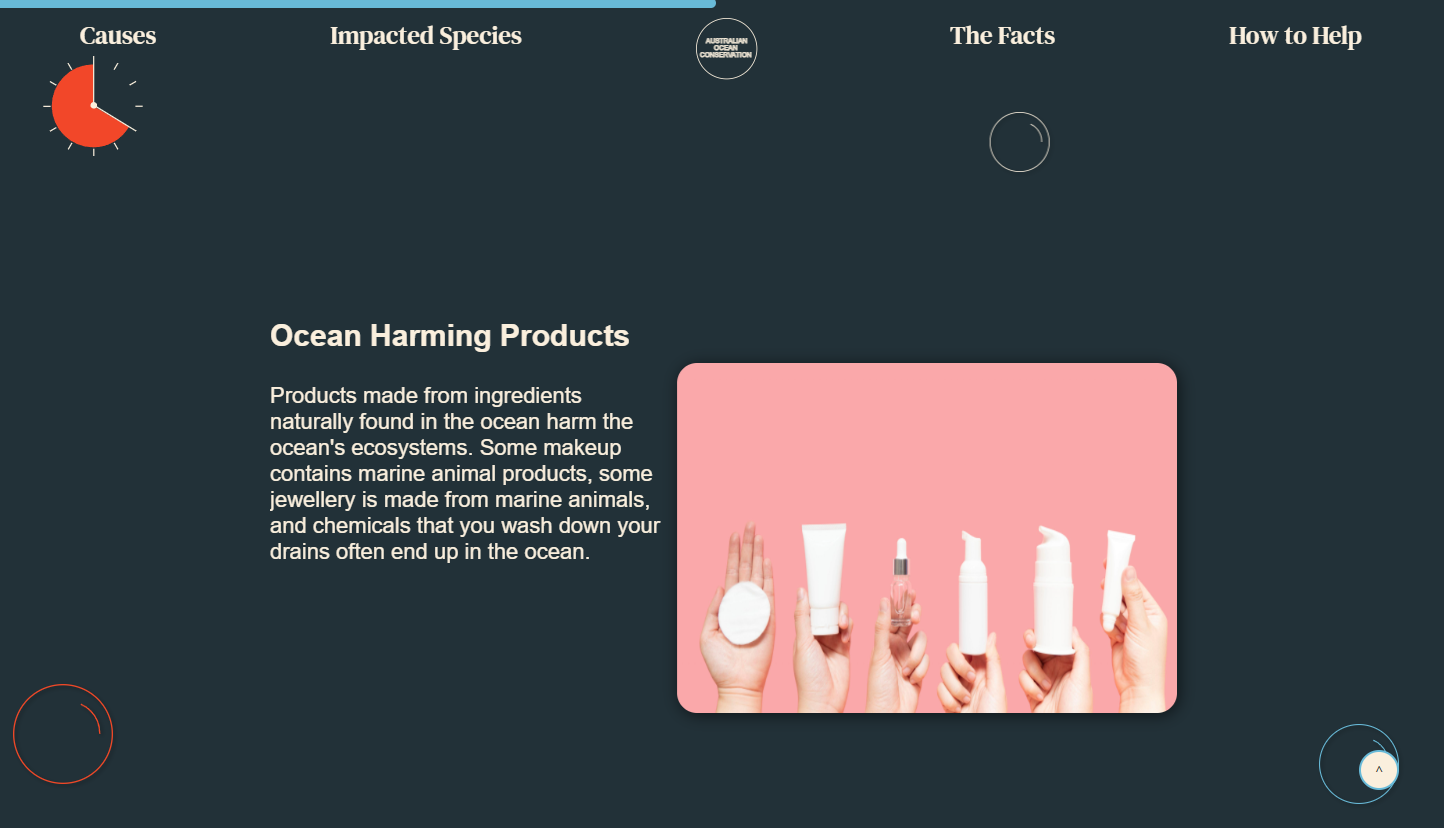 Causes
Impacted Species
AUSTRALIAN
OCEAN
CONSERVATION
The Facts
How to Help
Ocean Harming Products
Products made from ingredients
naturally found in the ocean harm the
ocean's ecosystems. Some makeup
contains marine animal products, some
jewellery is made from marine animals,
and chemicals that you wash down your
drains often end up in the ocean.
^